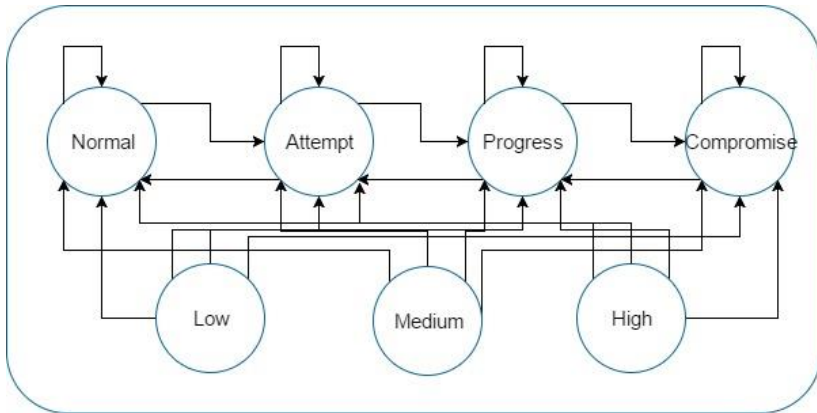 Normal
Attempt
Progress
Compromise
Low
Medium
High